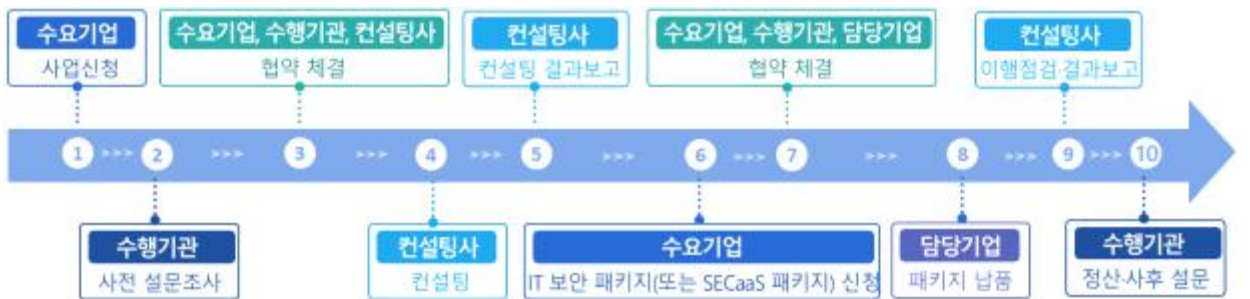 수요기업
사업신청
수요기업, 수행기관, 컨설팅사
협약 체결
컨설팅사
컨설팅 결과보고
수요기업, 수행기관, 담당기업
협약 체결
컨설팅사
이행점검·결과보고
1 >>> 2 >>> 3 >>> 4 >>> 5 >>> 6 >>> 7 >>> 8 >>> 9 >>> 10
수행기관
사전 설문조사
컨설팅사
컨설팅
수요기업
IT 보안 패키지(또는 SECaaS 패키지) 신청
담당기업
패키지 납품
수행기관
정산·사후 설문